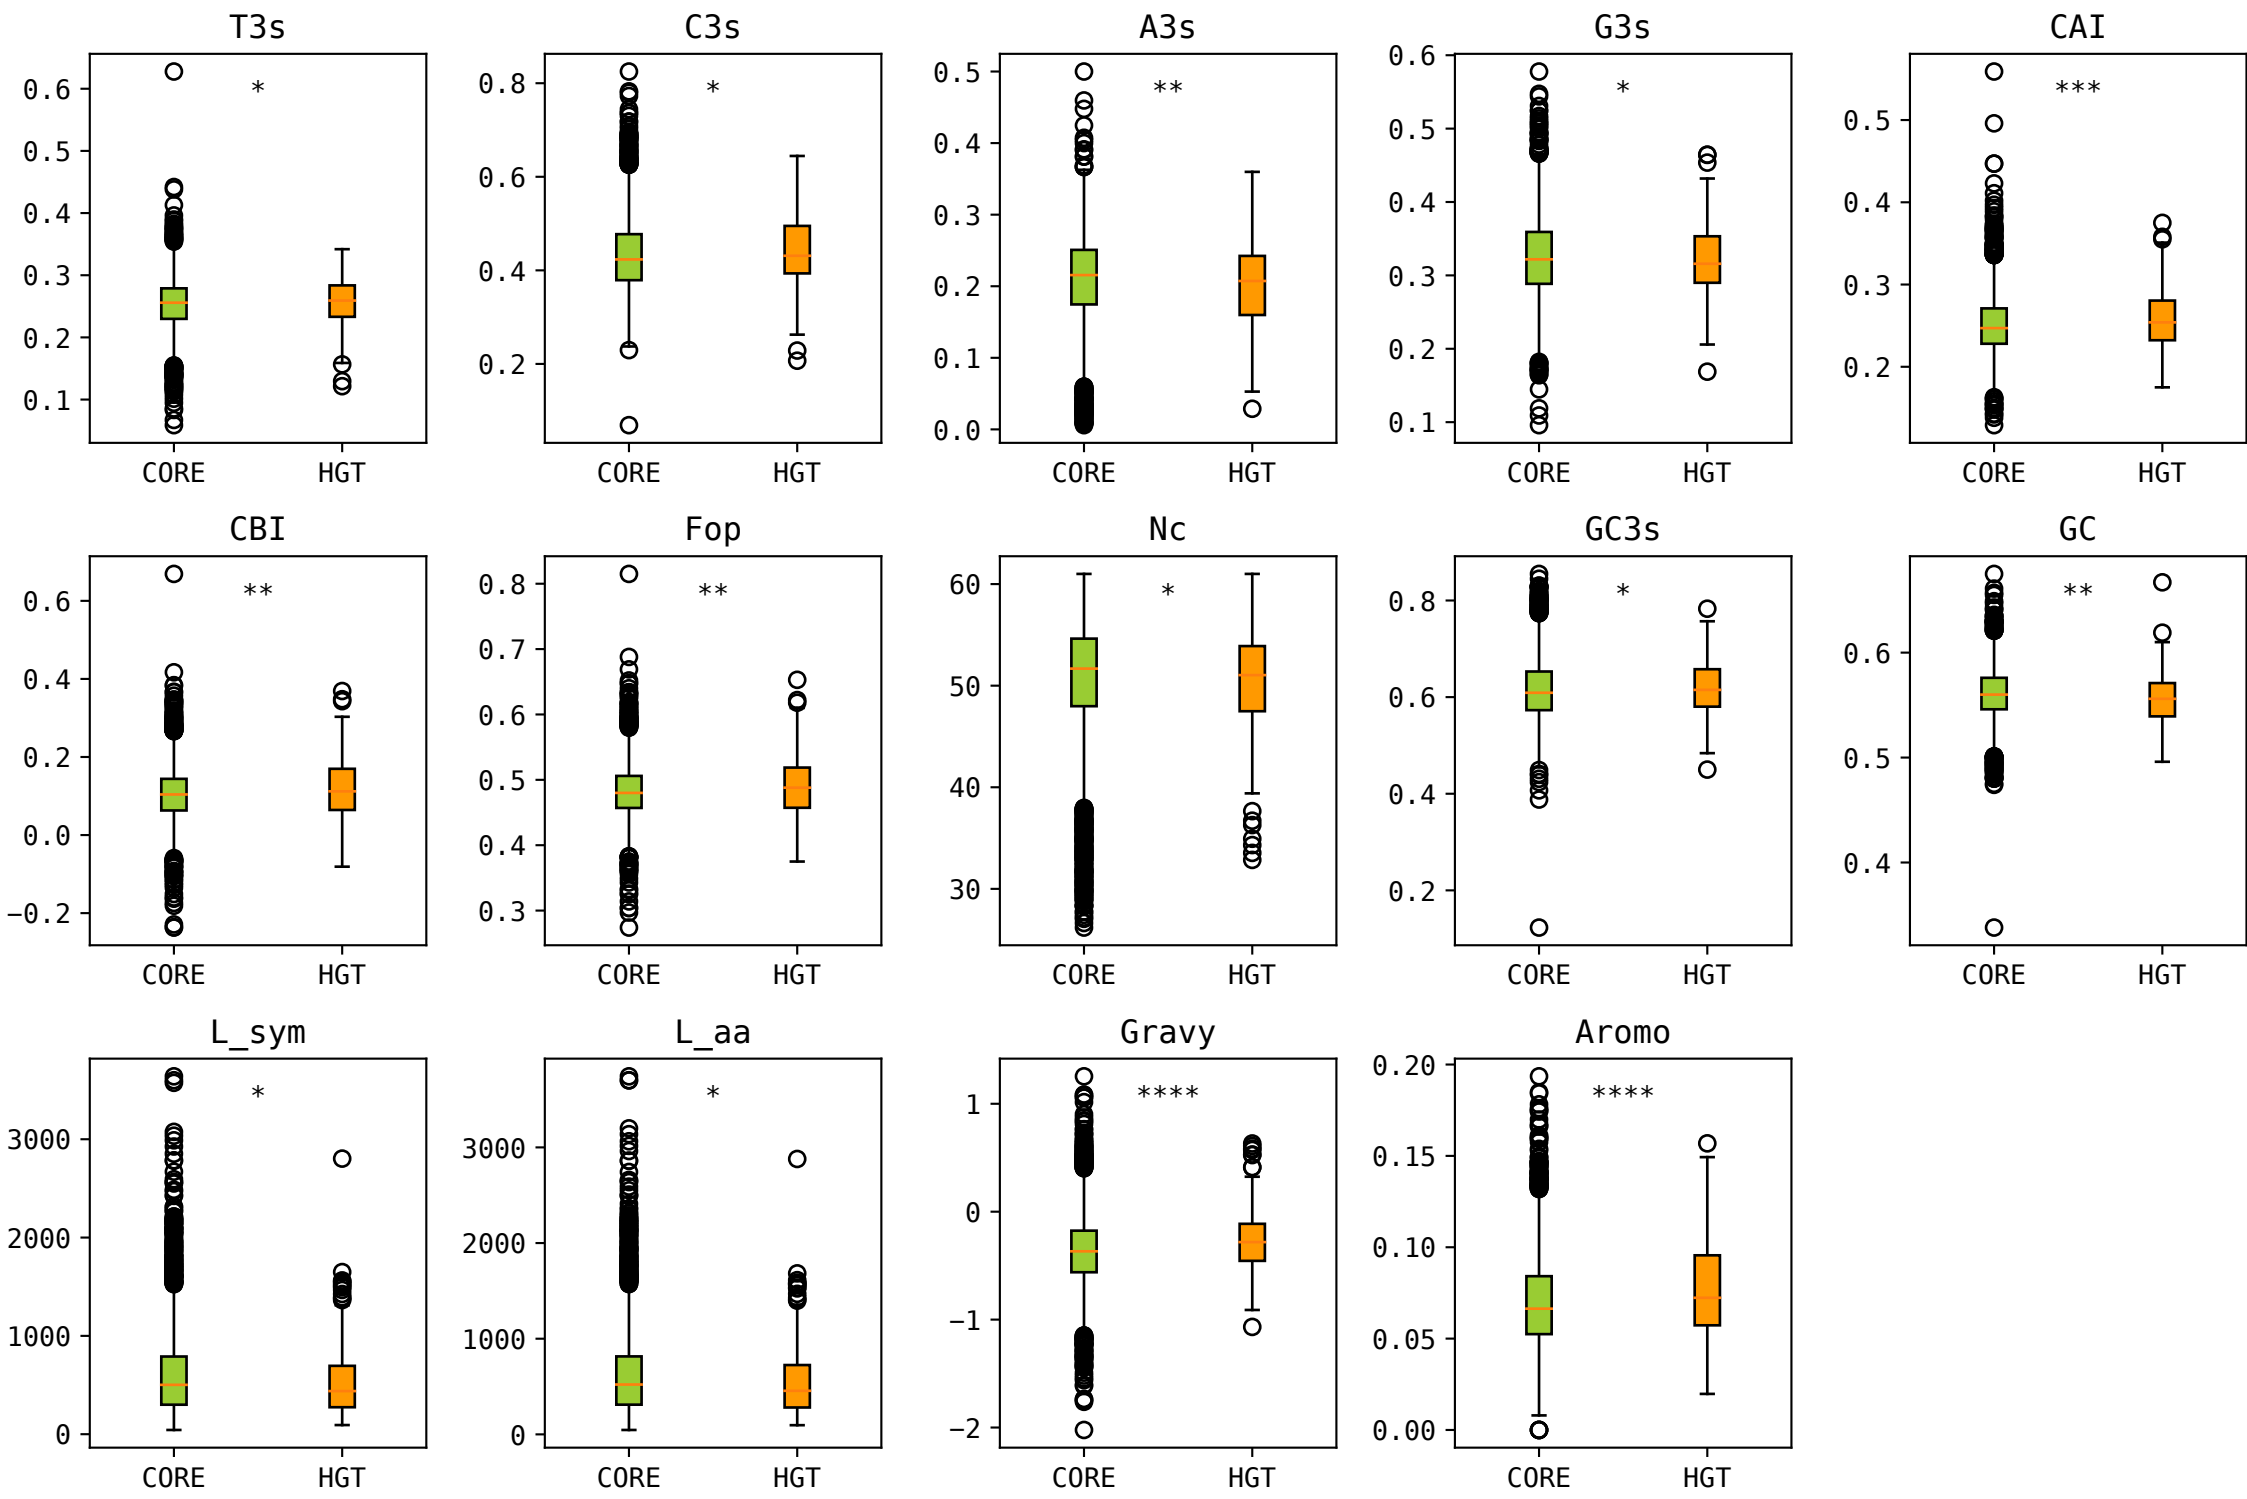 T3s C3s A3s G3s CAI
* * ** * ***
0.6 0.5 0.4 0.3 0.2 0.1
0.8 0.6 0.4 0.2
0.5 0.4 0.3 0.2 0.1 0.0
0.6 0.5 0.4 0.3 0.2 0.1
0.5 0.4 0.3 0.2
CORE HGT CORE HGT CORE HGT CORE HGT CORE HGT
CBI Fop Nc GC3s GC
** ** * * **
0.6 0.4 0.2 0.0 −0.2
0.8 0.7 0.6 0.5 0.4 0.3
60 50 40 30
0.8 0.6 0.4 0.2
0.6 0.5 0.4
CORE HGT CORE HGT CORE HGT CORE HGT CORE HGT
L_sym L_aa Gravy Aromo
* * **** ****
3000 2000 1000 0
3000 2000 1000 0
1 0 −1 −2
0.20 0.15 0.10 0.05 0.00
CORE HGT CORE HGT CORE HGT CORE HGT